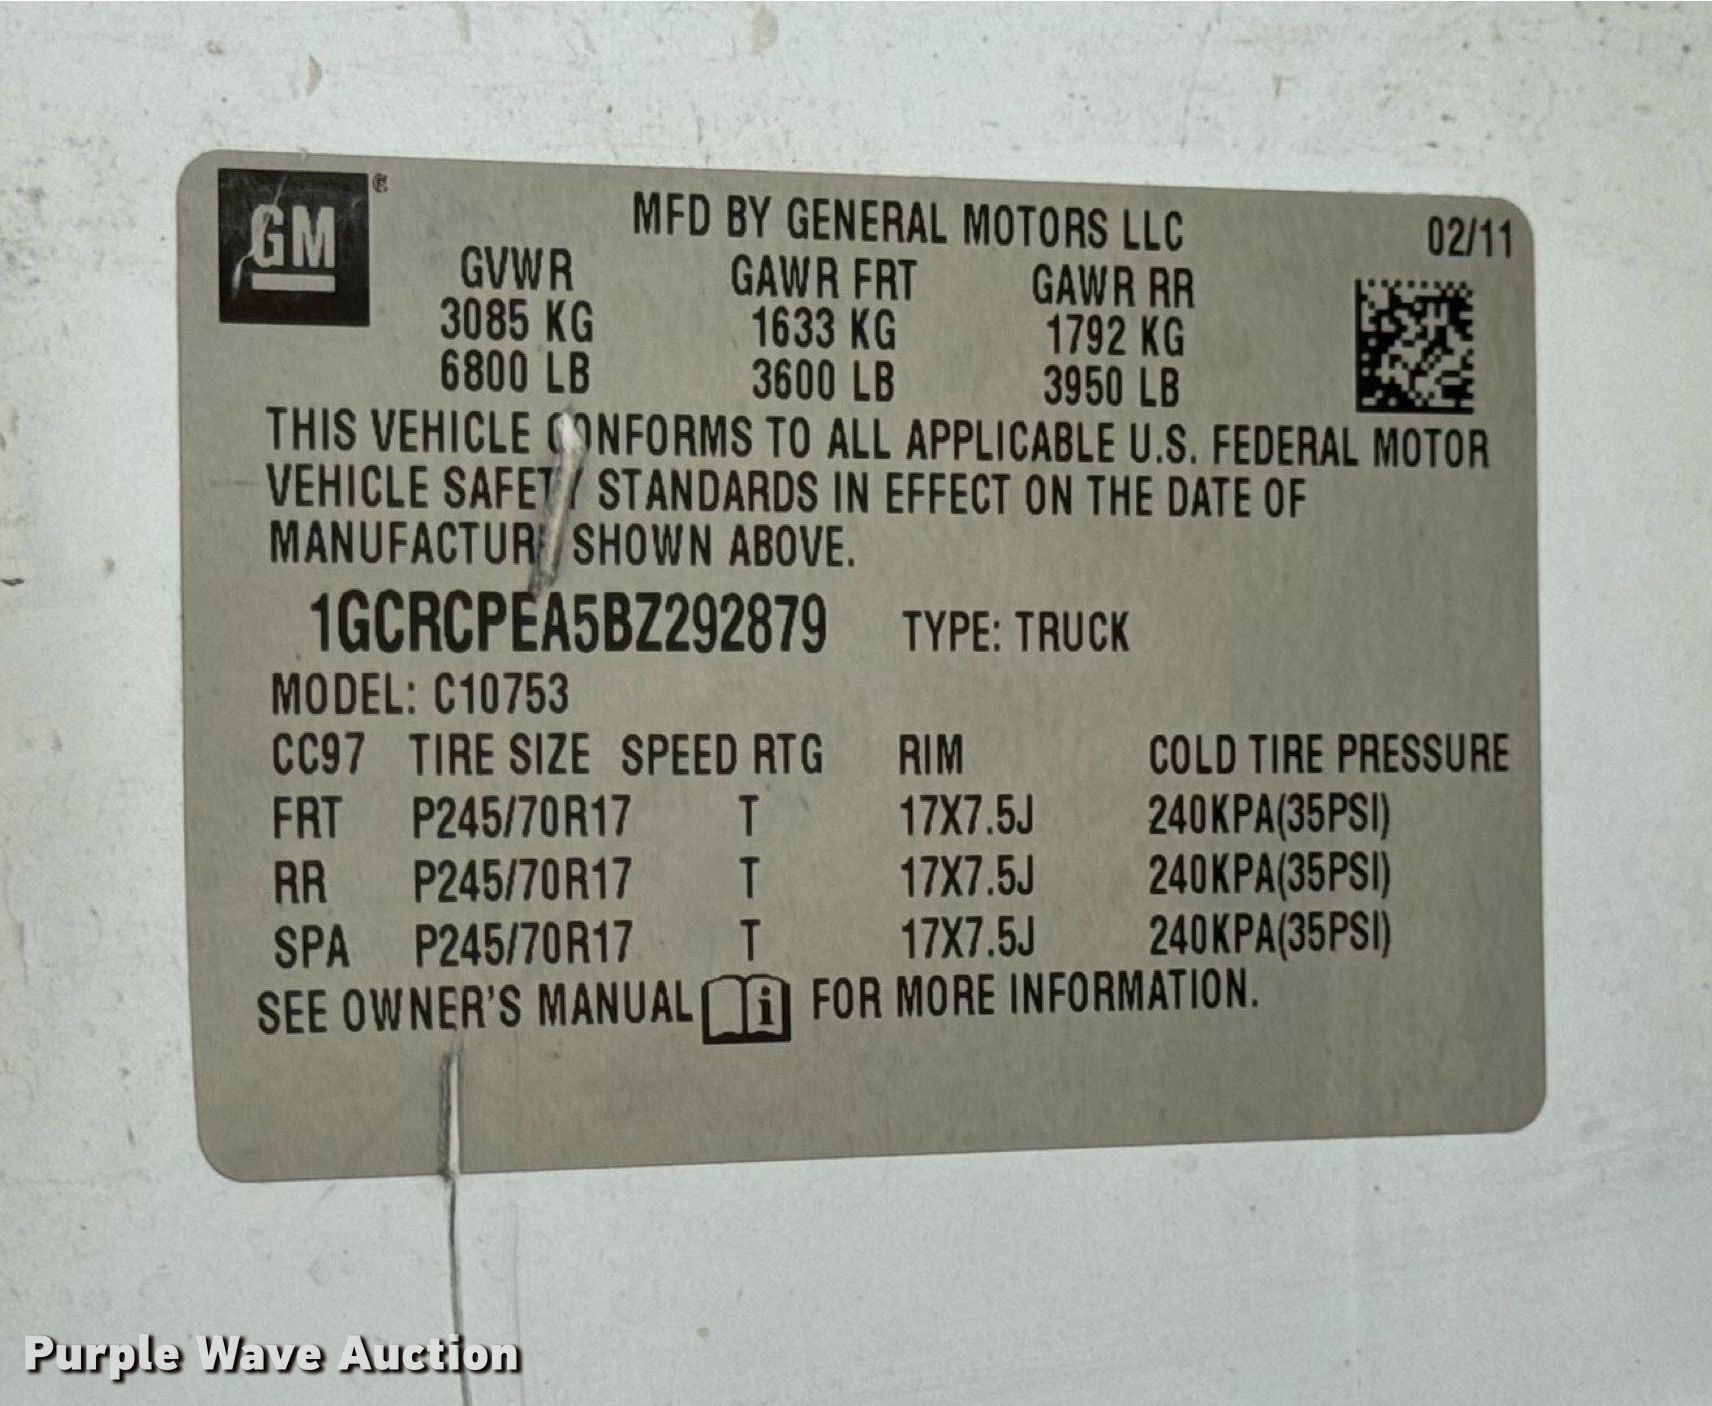 GM®
MFD BY GENERAL MOTORS LLC 02/11
GVWR GAWR FRT GAWR RR
3085 KG 1633 KG 1792 KG
6800 LB 3600 LB 3950 LB
THIS VEHICLE CONFORMS TO ALL APPLICABLE U.S. FEDERAL MOTOR
VEHICLE SAFETY STANDARDS IN EFFECT ON THE DATE OF
MANUFACTURE SHOWN ABOVE.
1GCRCPEA5BZ292879 TYPE: TRUCK
MODEL: C10753
CC97 TIRE SIZE SPEED RTG RIM COLD TIRE PRESSURE
FRT P245/70R17 T 17X7.5J 240KPA(35PSI)
RR P245/70R17 T 17X7.5J 240KPA(35PSI)
SPA P245/70R17 T 17X7.5J 240KPA(35PSI)
SEE OWNER'S MANUAL i FOR MORE INFORMATION.
Purple Wave Auction